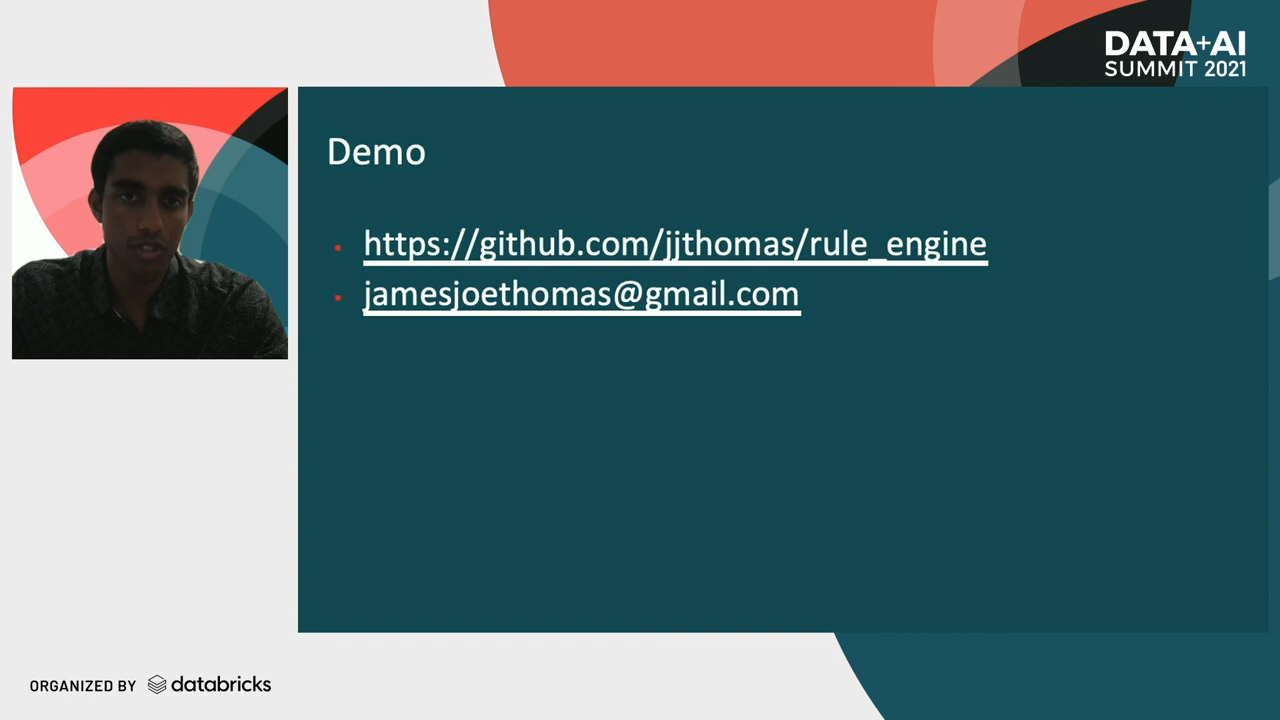 DATA+AI
SUMMIT 2021
Demo
https://github.com/jjthomas/rule_engine
jamesjoethomas@gmail.com
ORGANIZED BY databricks